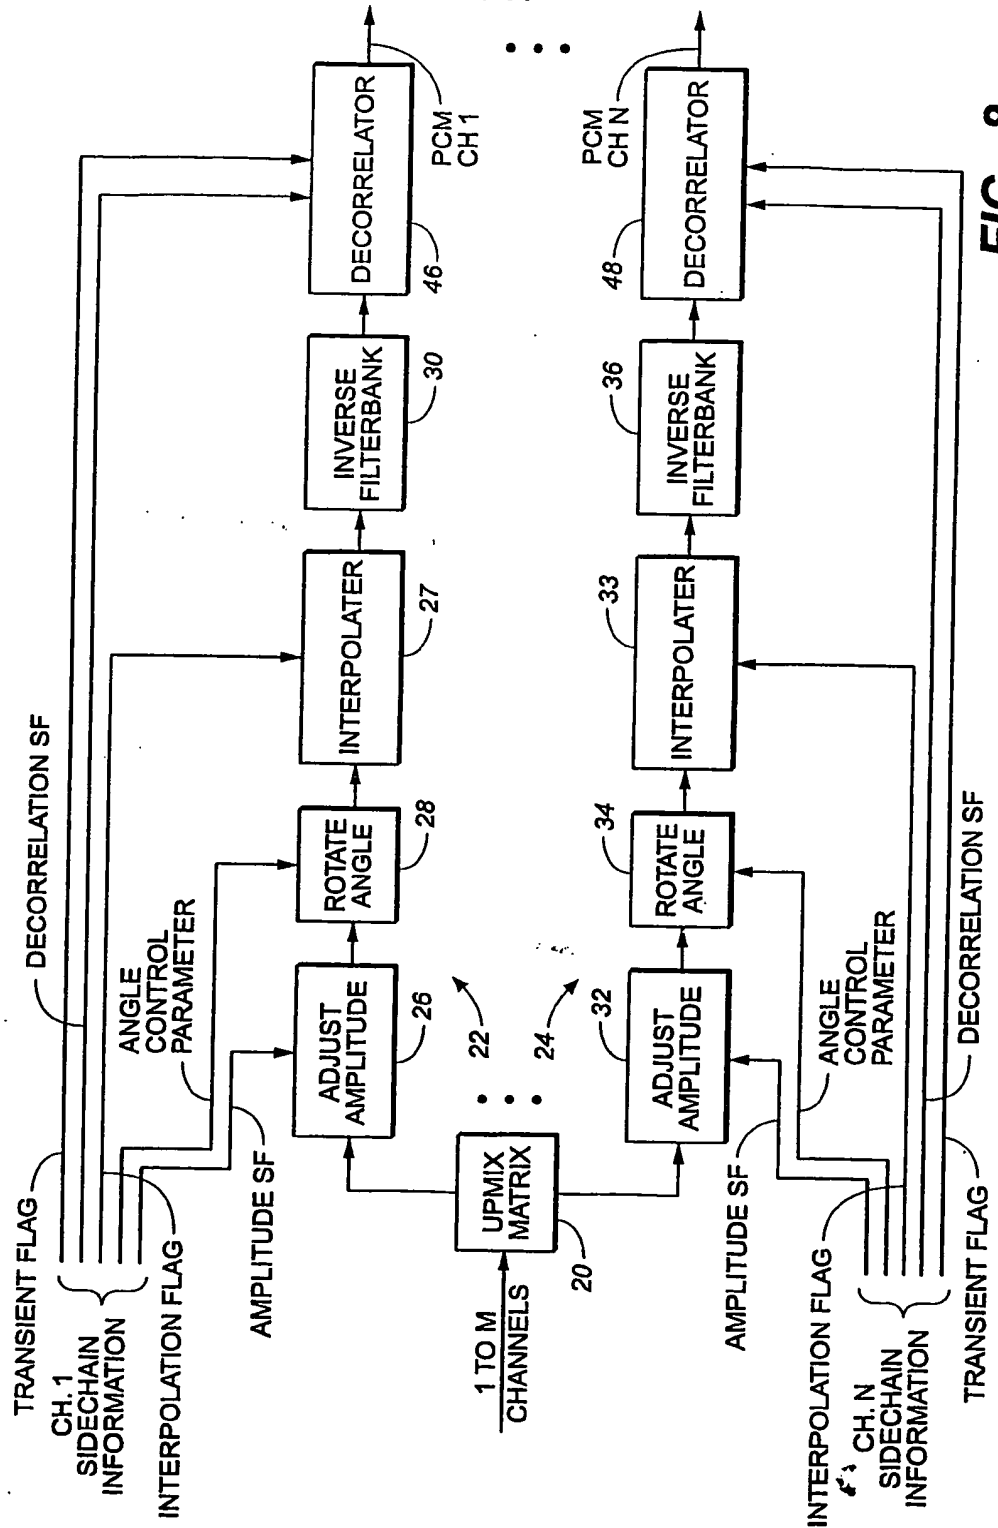 TRANSIENT FLAG
CH. 1
SIDECHAIN
INFORMATION
INTERPOLATION FLAG
DECORRELATION SF
ANGLE
CONTROL
PARAMETER
AMPLITUDE SF
ADJUST
AMPLITUDE
26
ROTATE
ANGLE
28
INTERPOLATER
27
INVERSE
FILTERBANK
30
DECORRELATOR
46
PCM
CH 1
22
24
1 TO M
CHANNELS
UPMIX
MATRIX
20
PCM
CH N
32
ADJUST
AMPLITUDE
34
ROTATE
ANGLE
33
INTERPOLATER
36
INVERSE
FILTERBANK
48
DECORRELATOR
AMPLITUDE SF
ANGLE
CONTROL
PARAMETER
INTERPOLATION FLAG
CH. N
SIDECHAIN
INFORMATION
DECORRELATION SF
TRANSIENT FLAG
FIG